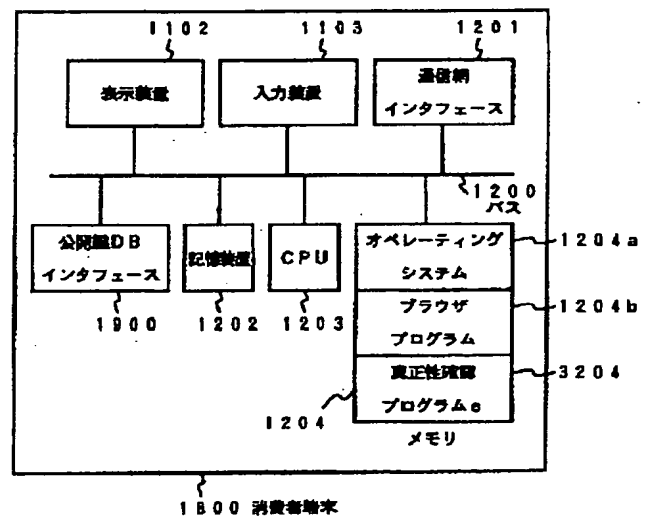 1102
1103
1201
表示装置
入力装置
通信網
インタフェース
1200
バス
公開鍵DB
インタフェース
記憶装置
CPU
オペレーティング
システム
1204a
ブラウザ
プログラム
1204b
真正性確認
プログラムe
3204
1900
1202
1203
1204
メモリ
1800 消費者端末